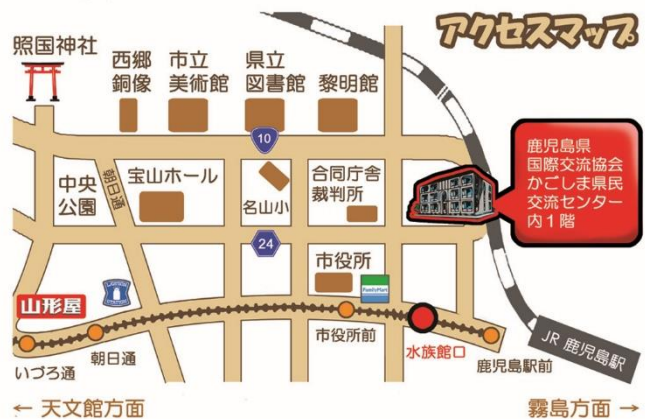 アクセスマップ
照国神社
西郷
銅像
市立
美術館
県立
図書館
黎明館
10
鹿児島県
国際交流協会
かごしま県民
交流センター
内1階
中央
公園
朝日通
宝山ホール
名山小
合同庁舎
裁判所
24
市役所
FamilyMart
山形屋
いづろ通
朝日通
市役所前
水族館口
鹿児島駅前
JR 鹿児島駅
← 天文館方面
霧島方面 →